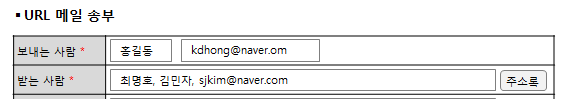 ▪ URL 메일 송부
보내는 사람 * 홍길동 kdhong@naver.om
받는 사람 * 최명호, 김민자, sjkim@naver.com 주소록